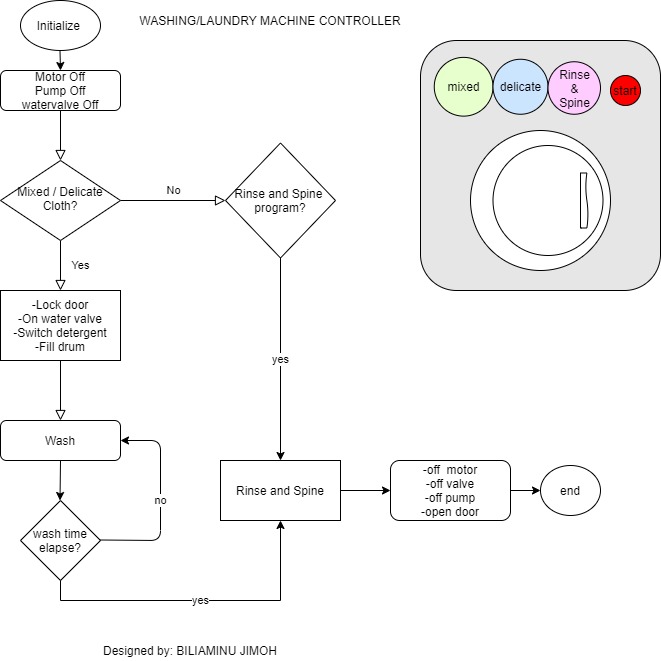 WASHING/LAUNDRY MACHINE CONTROLLER
Initialize
Motor Off
Pump Off
watervalve Off
Mixed / Delicate
Cloth?
No
Rinse and Spine
program?
Yes
-Lock door
-On water valve
-Switch detergent
-Fill drum
yes
Wash
no
wash time
elapse?
yes
Rinse and Spine
-off  motor
-off valve
-off pump
-open door
end
mixed
delicate
Rinse
&
Spine
start
Designed by: BILIAMINU JIMOH